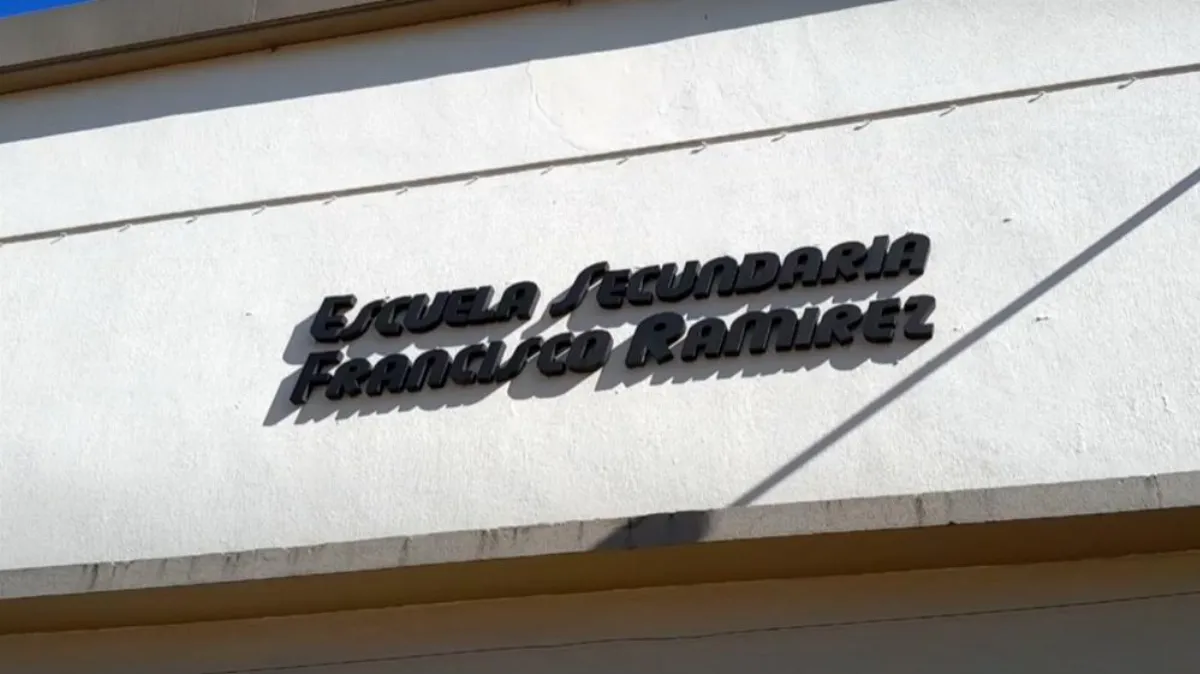 Escuela Secundaria
Francisco Ramirez